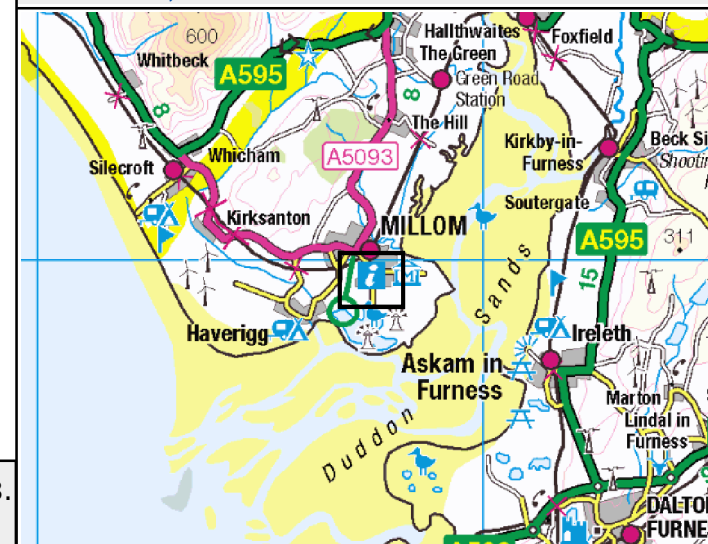 600
Whitbeck
A595
8
Hallthwaites
The Green
Foxfield
Green Road
Station
8
The Hill
A5093
Silecroft
Whicham
Kirksanton
MILLOM
i
M
Kirkby-in-
Furness
Beck Si
Shootin
Soutergate
A595
311
15
Sands
Haverigg
Askam in
Furness
Ireleth
Duddon
Marton
Lindal in
Furness
3.
DALTO
FURNE